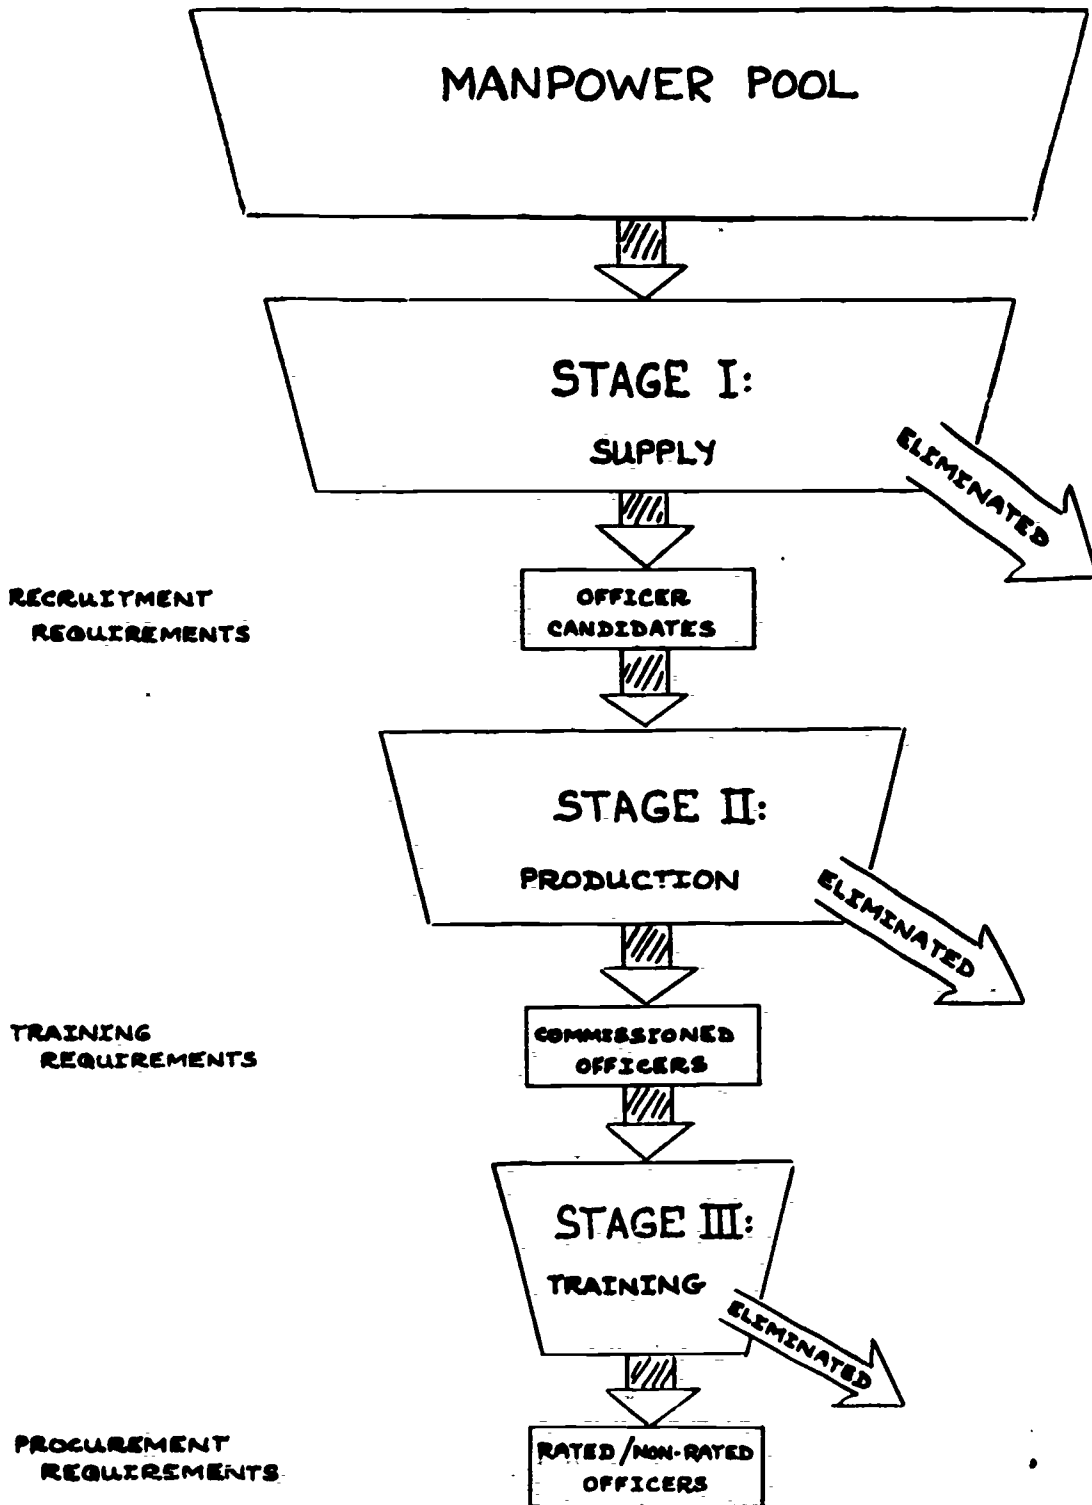 MANPOWER POOL
STAGE I:
SUPPLY
ELIMINATED
RECRUITMENT
REQUIREMENTS
OFFICER
CANDIDATES
STAGE II:
PRODUCTION
ELIMINATED
TRAINING
REQUIREMENTS
COMMISSIONED
OFFICERS
STAGE III:
TRAINING
ELIMINATED
PROCUREMENT
REQUIREMENTS
RATED/NON-RATED
OFFICERS